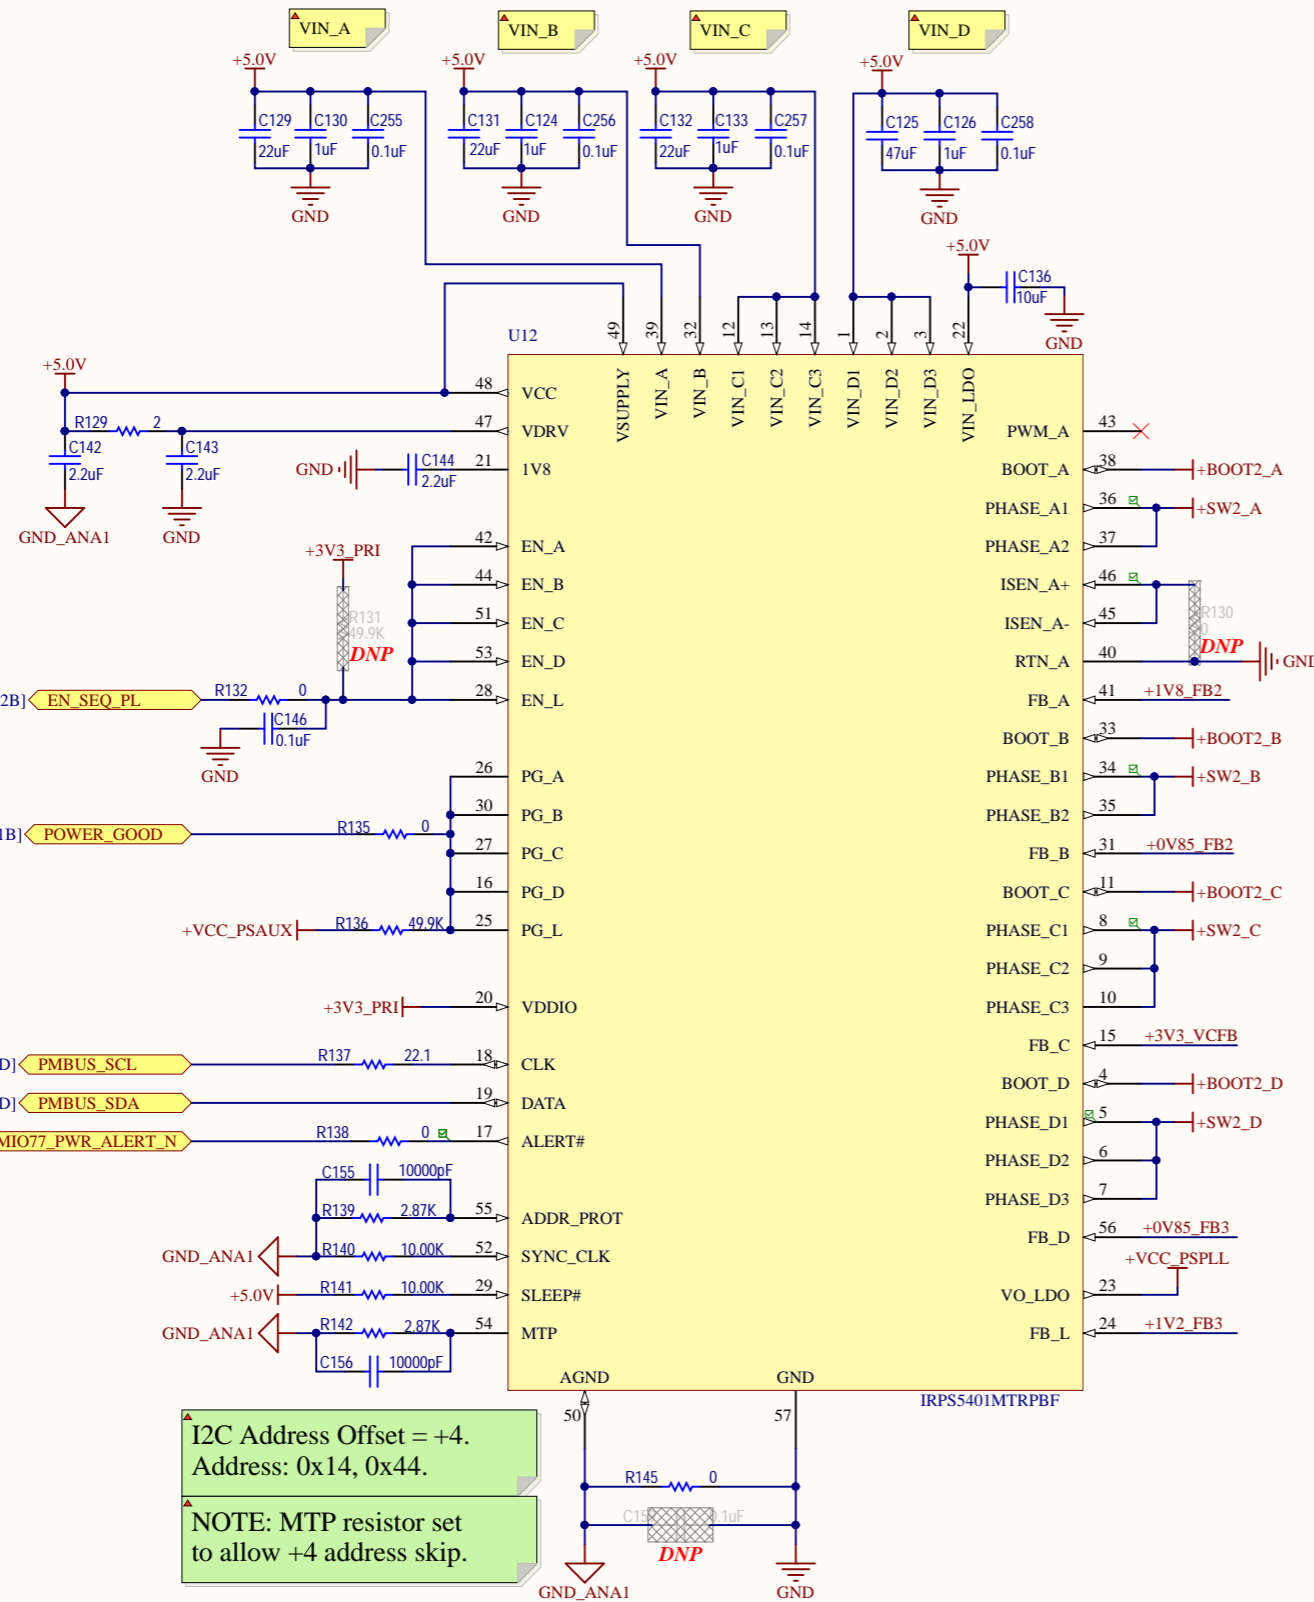 VIN_A
VIN_B
VIN_C
VIN_D
+5.0V
+5.0V
+5.0V
+5.0V
C129
22uF
C130
1uF
C255
0.1uF
C131
22uF
C124
1uF
C256
0.1uF
C132
22uF
C133
1uF
C257
0.1uF
C125
47uF
C126
1uF
C258
0.1uF
GND
GND
GND
GND
+5.0V
C136
10uF
GND
U12
49
39
32
12
13
14
1
2
3
22
VSUPPLY
VIN_A
VIN_B
VIN_C1
VIN_C2
VIN_C3
VIN_D1
VIN_D2
VIN_D3
VIN_LDO
+5.0V
48 VCC
R129 2
47 VDRV
C142
2.2uF
C143
2.2uF
GND_ANA1
GND
GND
C144
2.2uF
21 1V8
+3V3_PRI
R131
49.9K
DNP
42 EN_A
44 EN_B
51 EN_C
53 EN_D
28 EN_L
2B] EN_SEQ_PL
R132 0
C146
0.1uF
GND
26 PG_A
30 PG_B
27 PG_C
16 PG_D
25 PG_L
1B] POWER_GOOD
R135 0
+VCC_PSAUX
R136 49.9K
+3V3_PRI
20 VDDIO
D] PMBUS_SCL
R137 22.1
18 CLK
D] PMBUS_SDA
19 DATA
MIO77_PWR_ALERT_N
R138 0
17 ALERT#
C155 10000pF
R139 2.87K
55 ADDR_PROT
GND_ANA1
R140 10.00K
52 SYNC_CLK
+5.0V
R141 10.00K
29 SLEEP#
GND_ANA1
R142 2.87K
54 MTP
C156 10000pF
PWM_A 43
BOOT_A 38 +BOOT2_A
PHASE_A1 36 +SW2_A
PHASE_A2 37
ISEN_A+ 46
ISEN_A- 45
R130
0
DNP
RTN_A 40 GND
FB_A 41 +1V8_FB2
BOOT_B 33 +BOOT2_B
PHASE_B1 34 +SW2_B
PHASE_B2 35
FB_B 31 +0V85_FB2
BOOT_C 11 +BOOT2_C
PHASE_C1 8 +SW2_C
PHASE_C2 9
PHASE_C3 10
FB_C 15 +3V3_VCFB
BOOT_D 4 +BOOT2_D
PHASE_D1 5 +SW2_D
PHASE_D2 6
PHASE_D3 7
FB_D 56 +0V85_FB3
+VCC_PSPLL
VO_LDO 23
FB_L 24 +1V2_FB3
AGND
GND
50
57
IRPS5401MTRPBF
I2C Address Offset = +4.
Address: 0x14, 0x44.
NOTE: MTP resistor set
to allow +4 address skip.
R145 0
0.1uF
DNP
GND_ANA1
GND